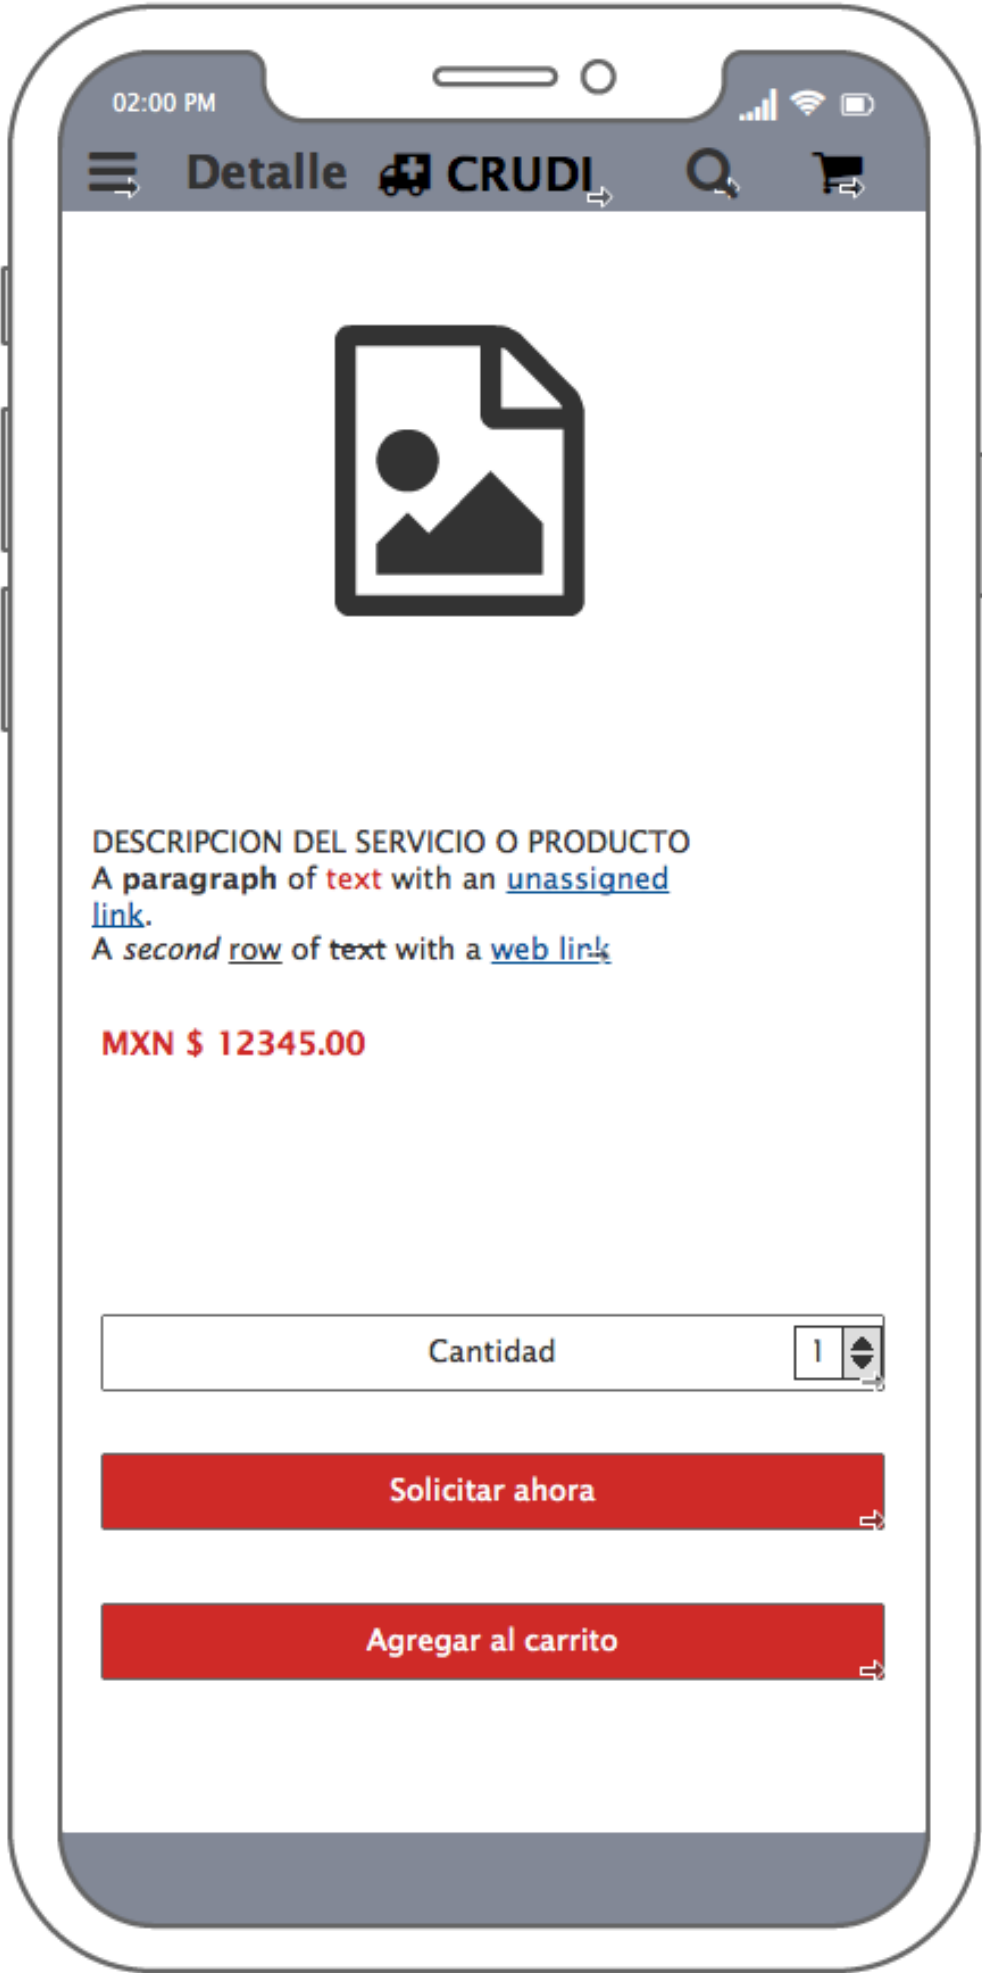 02:00 PM
Detalle CRUDI
DESCRIPCION DEL SERVICIO O PRODUCTO
A paragraph of text with an unassigned
link.
A second row of text with a web link
MXN $ 12345.00
Cantidad 1
Solicitar ahora
Agregar al carrito